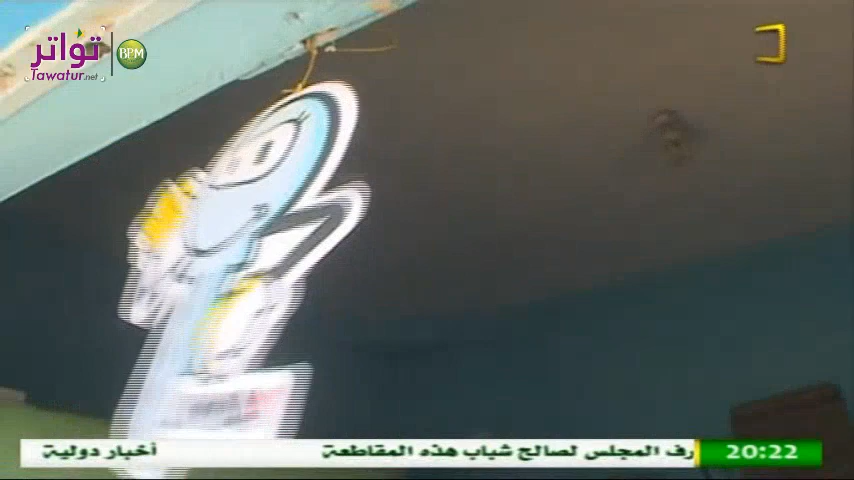 تواتر
Tawatur.net
BPM
رف المجلس لصالح شباب هذه المقاطعة
أخبار دولية
20:22